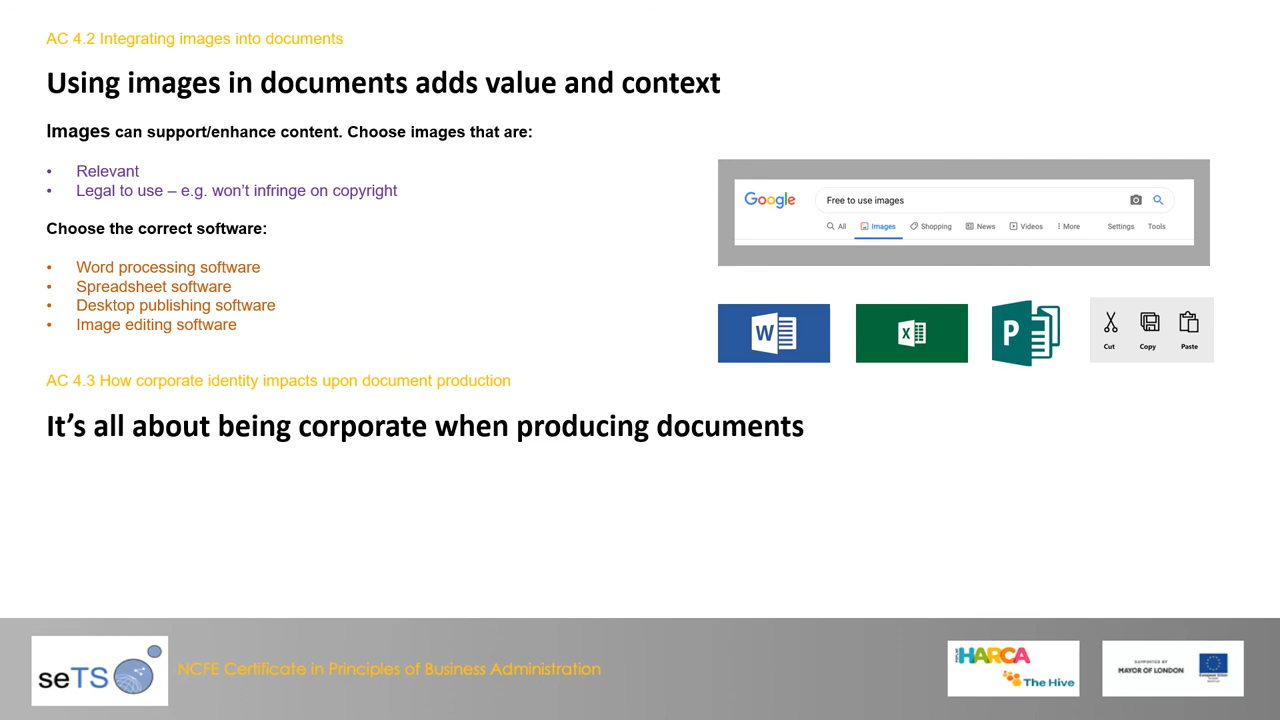 AC 4.2 Integrating images into documents
Using images in documents adds value and context
Images can support/enhance content. Choose images that are:
• Relevant
• Legal to use – e.g. won’t infringe on copyright
Choose the correct software:
• Word processing software
• Spreadsheet software
• Desktop publishing software
• Image editing software
Google
Free to use images
All Images Shopping News Videos More Settings Tools
W
X
P
Cut Copy Paste
AC 4.3 How corporate identity impacts upon document production
It’s all about being corporate when producing documents
seTS
NCFE Certificate in Principles of Business Administration
HARCA
The Hive
SUPPORTED BY
MAYOR OF LONDON
European Union